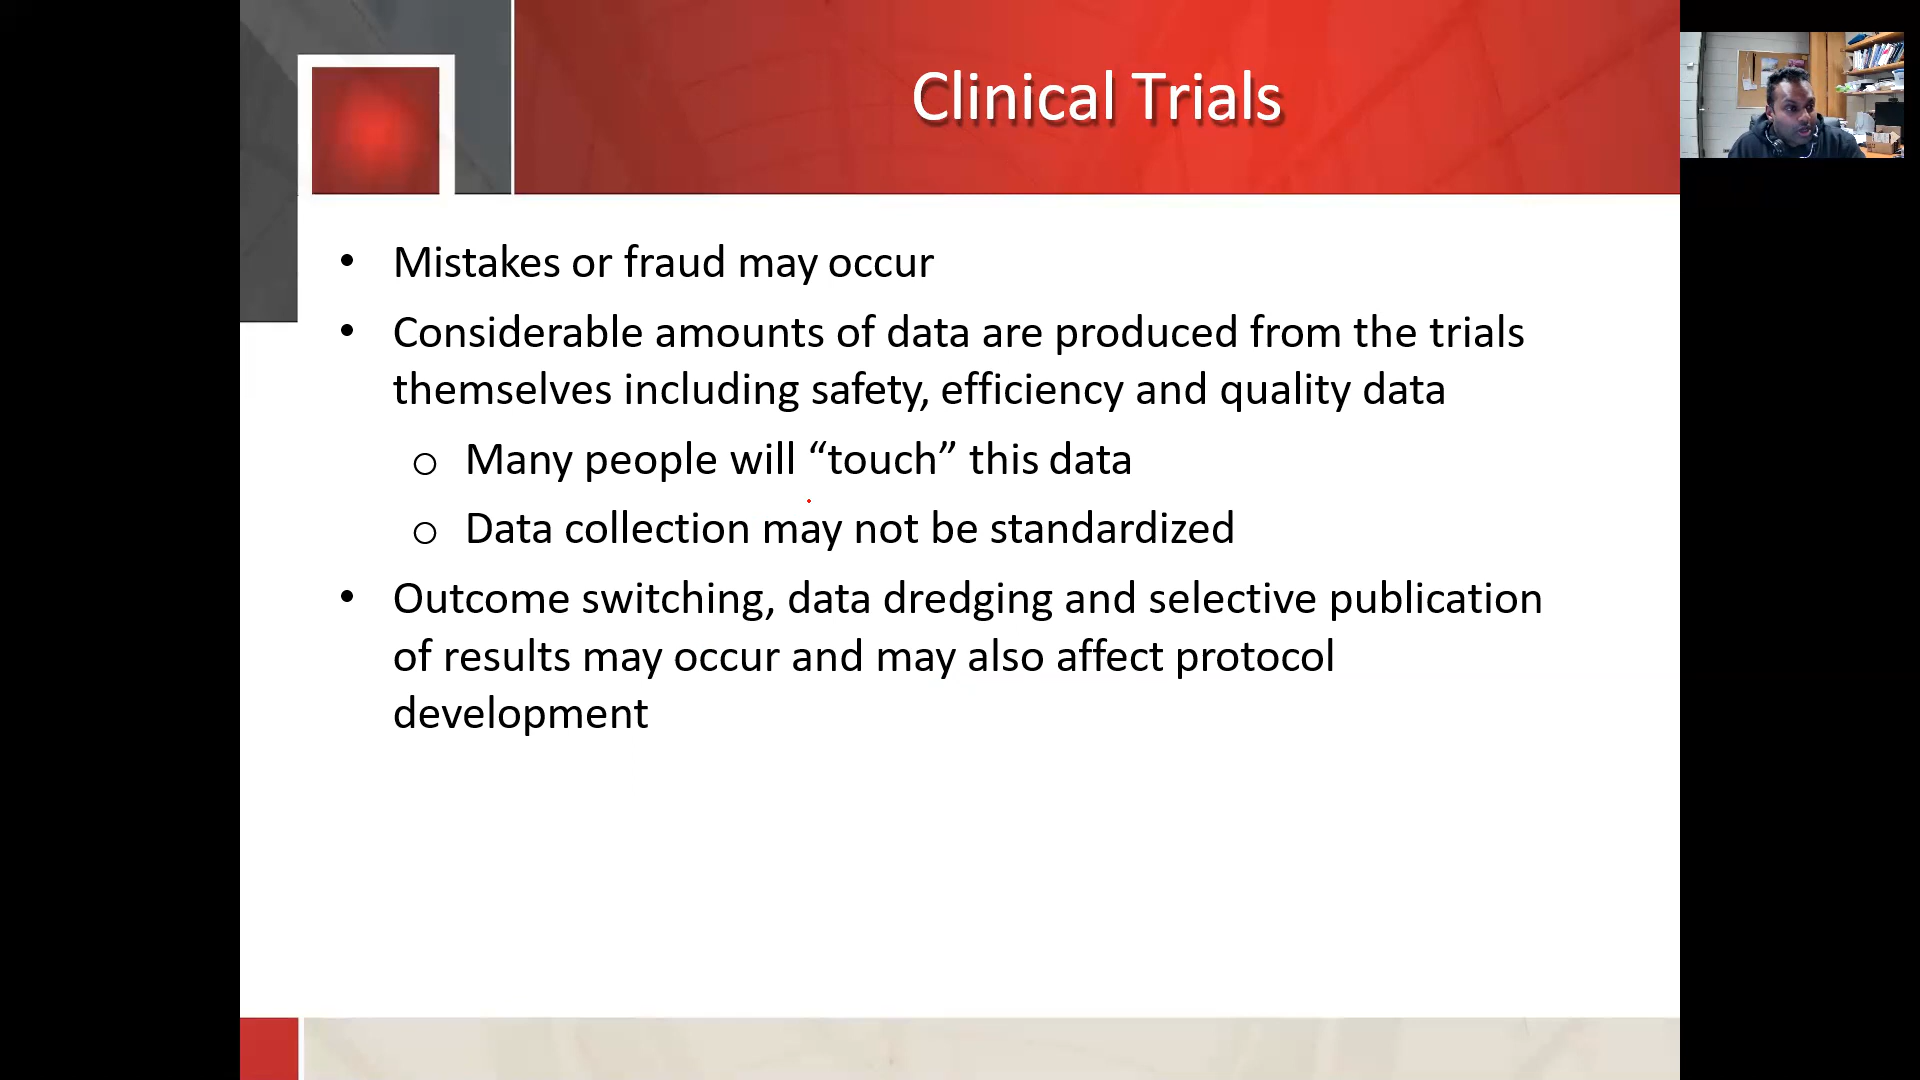 Clinical Trials
• Mistakes or fraud may occur
• Considerable amounts of data are produced from the trials
themselves including safety, efficiency and quality data
o Many people will “touch” this data
o Data collection may not be standardized
• Outcome switching, data dredging and selective publication
of results may occur and may also affect protocol
development